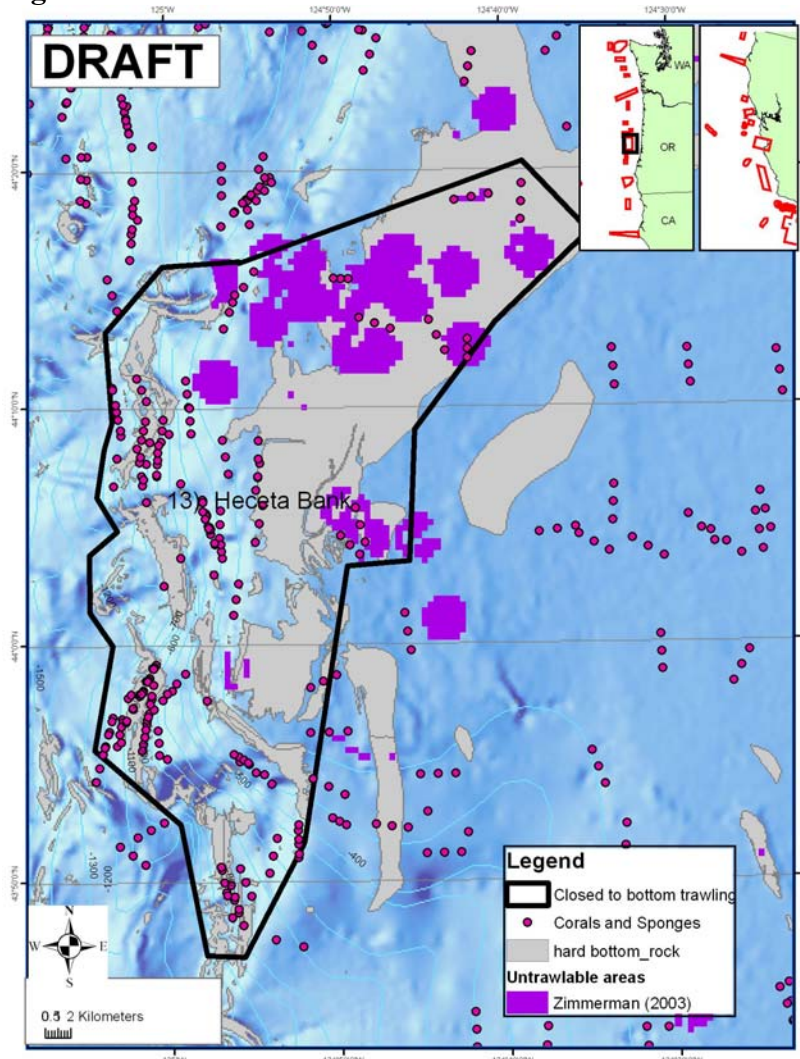 125°0'W
124°50'0"W
124°40'0"W
124°30'0"W
DRAFT
WA
OR
CA
44°20'0"N
44°10'0"N
13) Heceta Bank
44°0'0"N
-1500
-1100
-400
43°50'0"N
-1300
-1200
Legend
Closed to bottom trawling
Corals and Sponges
hard bottom_rock
Untrawlable areas
Zimmerman (2003)
N
W
E
S
2 Kilometers